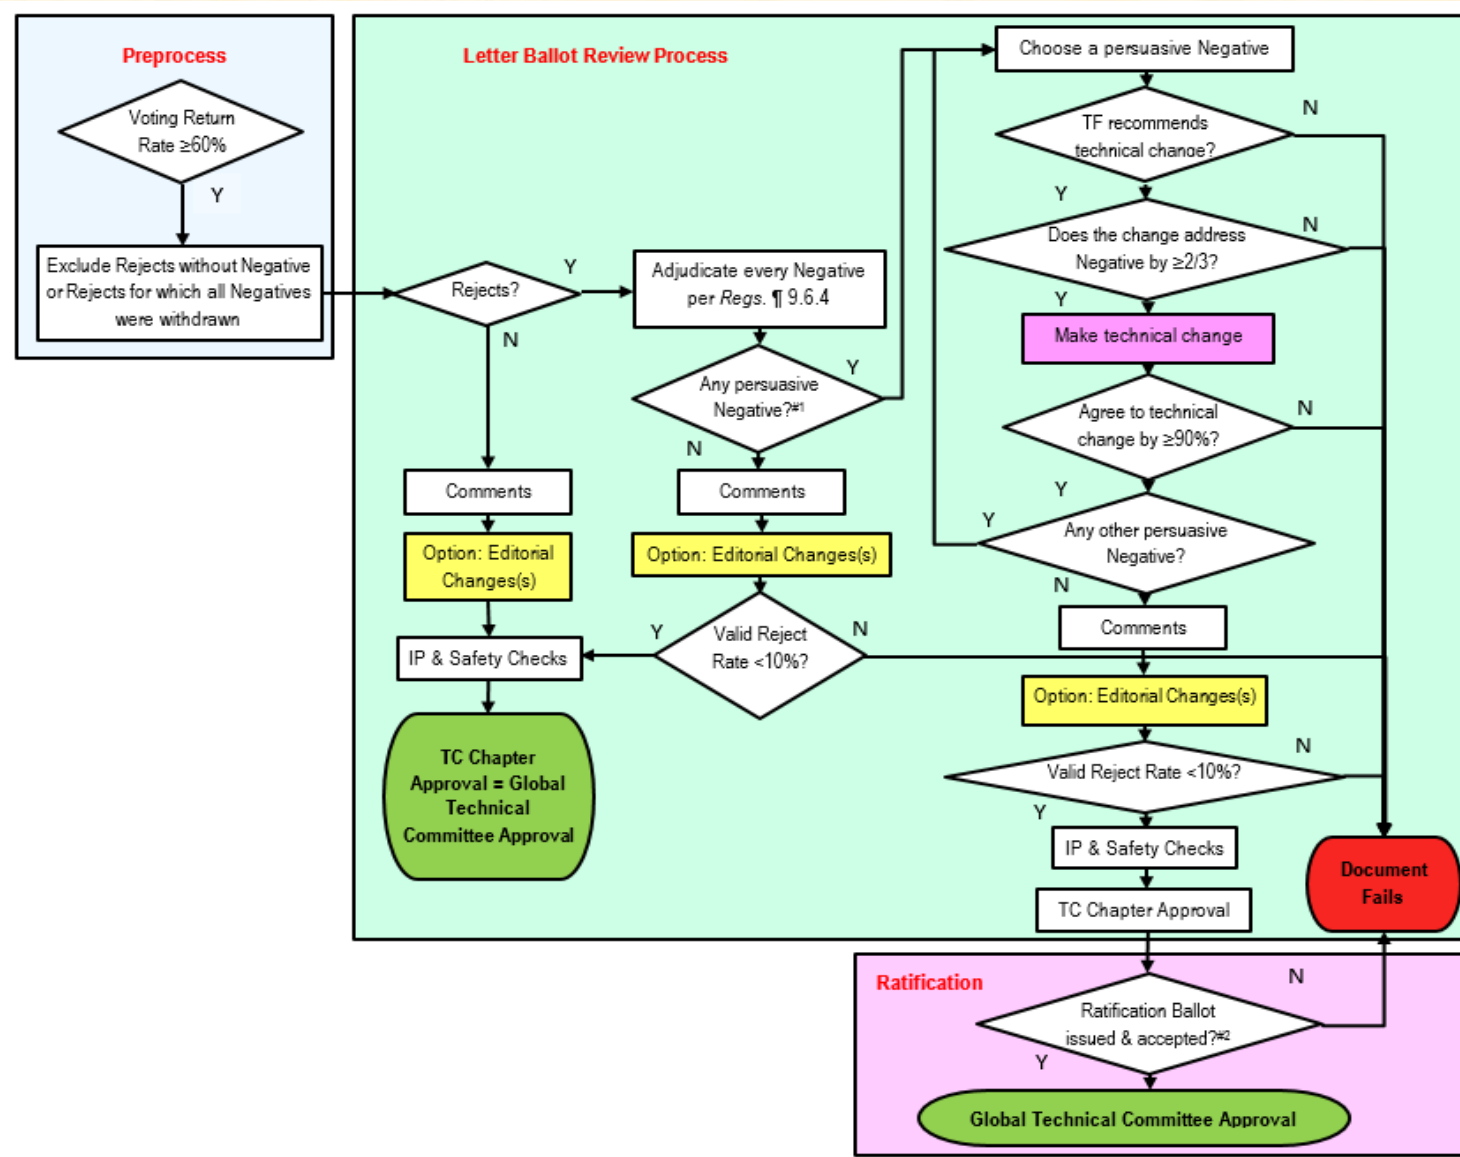 Preprocess
Voting Return
Rate ≥60%
Y
Exclude Rejects without Negative
or Rejects for which all Negatives
were withdrawn
Letter Ballot Review Process
Rejects?
Y
N
Comments
Option: Editorial
Changes(s)
IP & Safety Checks
TC Chapter
Approval = Global
Technical
Committee Approval
Adjudicate every Negative
per Regs. ¶ 9.6.4
Any persuasive
Negative?#1
Y
N
Comments
Option: Editorial Changes(s)
Valid Reject
Rate <10%?
Y
N
Choose a persuasive Negative
TF recommends
technical change?
N
Y
Does the change address
Negative by ≥2/3?
N
Y
Make technical change
Agree to technical
change by ≥90%?
N
Y
Any other persuasive
Negative?
Y
N
Comments
Option: Editorial Changes(s)
Valid Reject Rate <10%?
N
Y
IP & Safety Checks
TC Chapter Approval
Document
Fails
Ratification
Ratification Ballot
issued & accepted?#2
N
Y
Global Technical Committee Approval